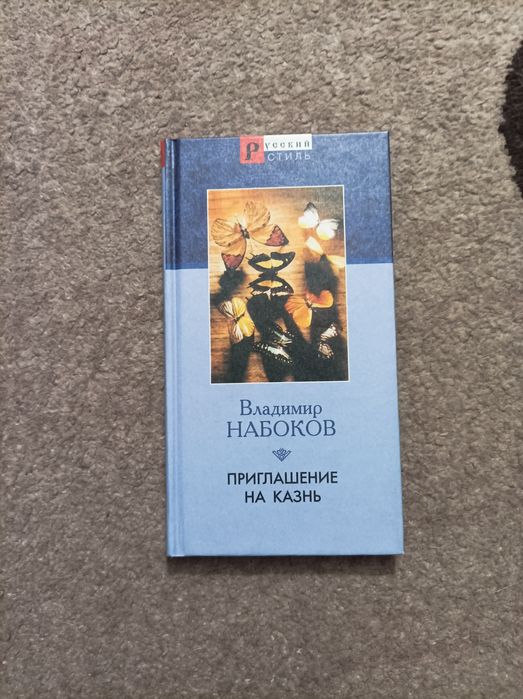 Русский
стиль
Владимир
НАБОКОВ
ПРИГЛАШЕНИЕ
НА КАЗНЬ